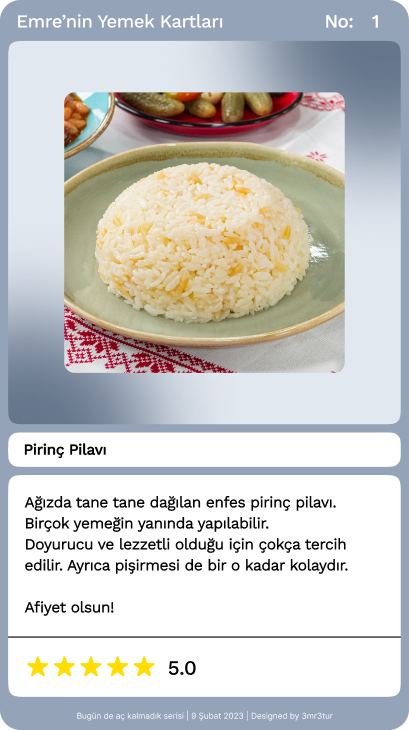 Emre’nin Yemek Kartları
No: 1
Pirinç Pilavı
Ağızda tane tane dağılan enfes pirinç pilavı.
Birçok yemeğin yanında yapılabilir.
Doyurucu ve lezzetli olduğu için çokça tercih
edilir. Ayrıca pişirmesi de bir o kadar kolaydır.
Afiyet olsun!
5.0
Bugün de aç kalmadık serisi | 9 Şubat 2023 | Designed by 3mr3tur